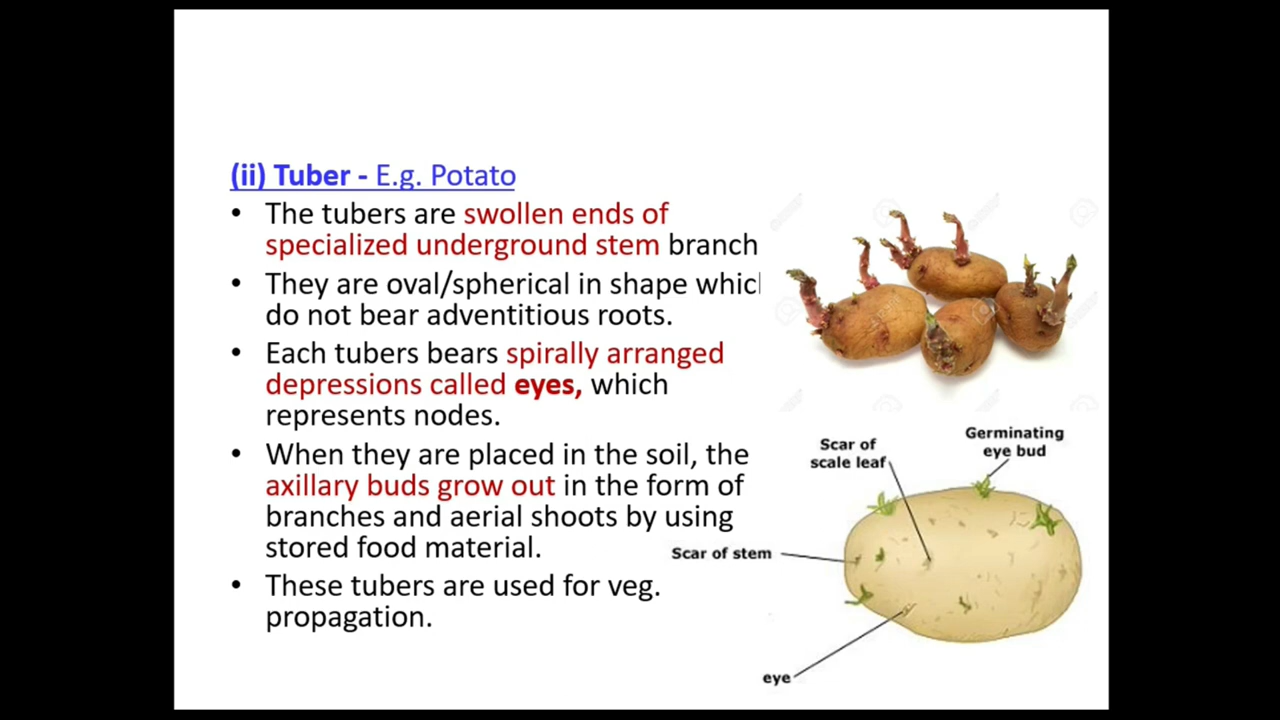 (ii) Tuber - E.g. Potato
• The tubers are swollen ends of
specialized underground stem branch
• They are oval/spherical in shape whicl
do not bear adventitious roots.
• Each tubers bears spirally arranged
depressions called eyes, which
represents nodes.
• When they are placed in the soil, the
axillary buds grow out in the form of
branches and aerial shoots by using
stored food material.
• These tubers are used for veg.
propagation.
Scar of
scale leaf
Germinating
eye bud
Scar of stem
eye